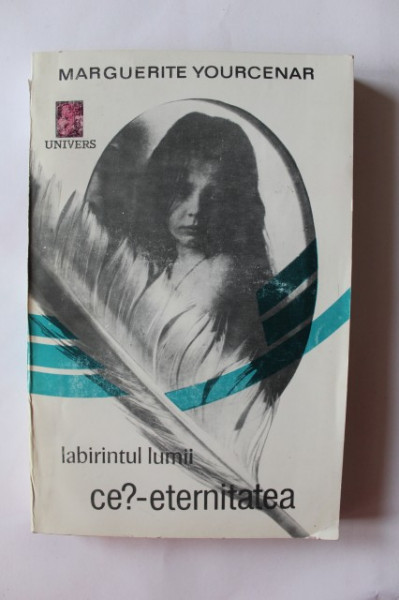 MARGUERITE YOURCENAR
UNIVERS
labirintul lumii
ce?-eternitatea